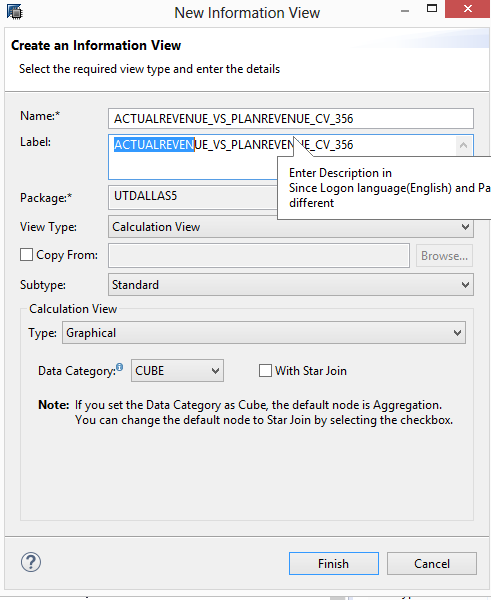 New Information View
Create an Information View
Select the required view type and enter the details
Name:* ACTUALREVENUE_VS_PLANREVENUE_CV_356
Label: ACTUALREVENUE_VS_PLANREVENUE_CV_356
Enter Description in
Since Logon language(English) and Pa
different
Package:* UTDALLAS5
View Type: Calculation View
Copy From: Browse...
Subtype: Standard
Calculation View
Type: Graphical
Data Category: CUBE With Star Join
Note: If you set the Data Category as Cube, the default node is Aggregation.
You can change the default node to Star Join by selecting the checkbox.
Finish Cancel